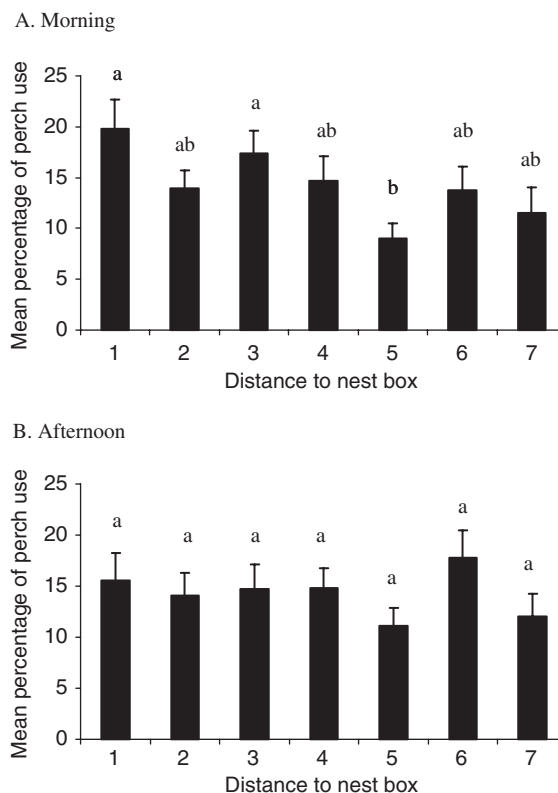 A. Morning
Mean percentage of perch use
25
20
15
10
5
0
a
ab
a
ab
b
ab
ab
1 2 3 4 5 6 7
Distance to nest box
B. Afternoon
Mean percentage of perch use
25
20
15
10
5
0
a
a
a
a
a
a
a
1 2 3 4 5 6 7
Distance to nest box